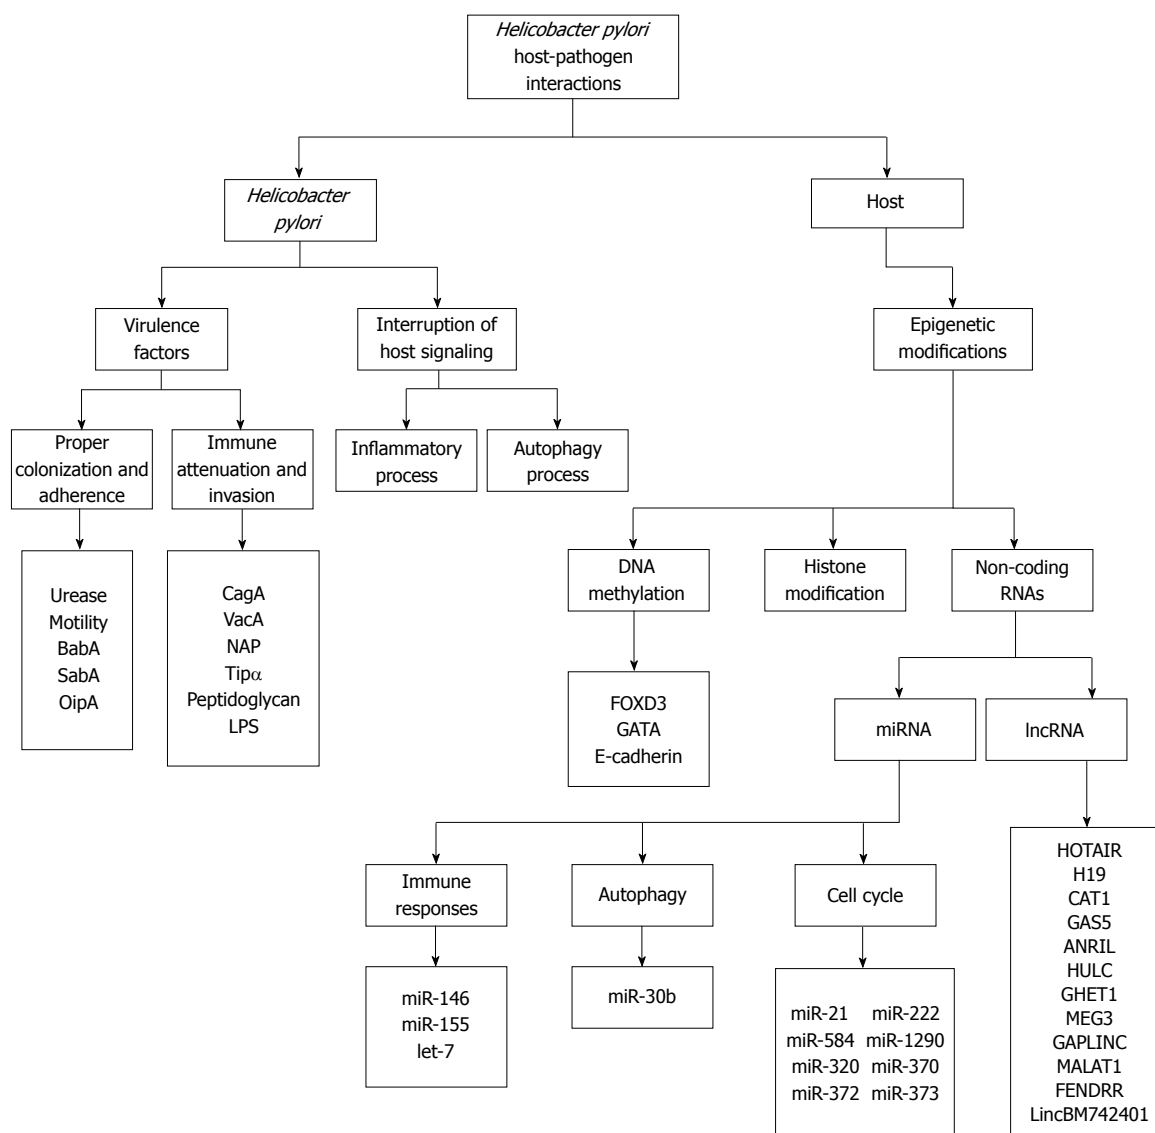 Helicobacter pylori
host-pathogen
interactions
Helicobacter
pylori
Host
Virulence
factors
Interruption of
host signaling
Epigenetic
modifications
Proper
colonization and
adherence
Immune
attenuation and
invasion
Inflammatory
process
Autophagy
process
Urease
Motility
BabA
SabA
OipA
CagA
VacA
NAP
Tipα
Peptidoglycan
LPS
DNA
methylation
Histone
modification
Non-coding
RNAs
FOXD3
GATA
E-cadherin
miRNA
lncRNA
Immune
responses
Autophagy
Cell cycle
miR-146
miR-155
let-7
miR-30b
miR-21 miR-222
miR-584 miR-1290
miR-320 miR-370
miR-372 miR-373
HOTAIR
H19
CAT1
GAS5
ANRIL
HULC
GHET1
MEG3
GAPLINC
MALAT1
FENDRR
LincBM742401